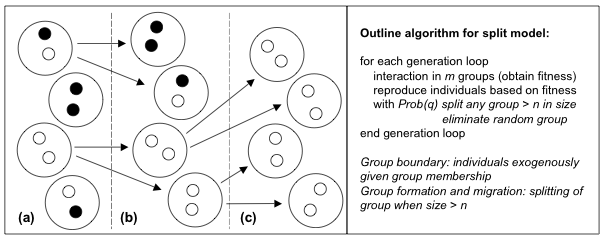 (a)
(b)
(c)
Outline algorithm for split model:
for each generation loop
interaction in m groups (obtain fitness)
reproduce individuals based on fitness
with Prob(q) split any group > n in size
eliminate random group
end generation loop
Group boundary: individuals exogenously
given group membership
Group formation and migration: splitting of
group when size > n